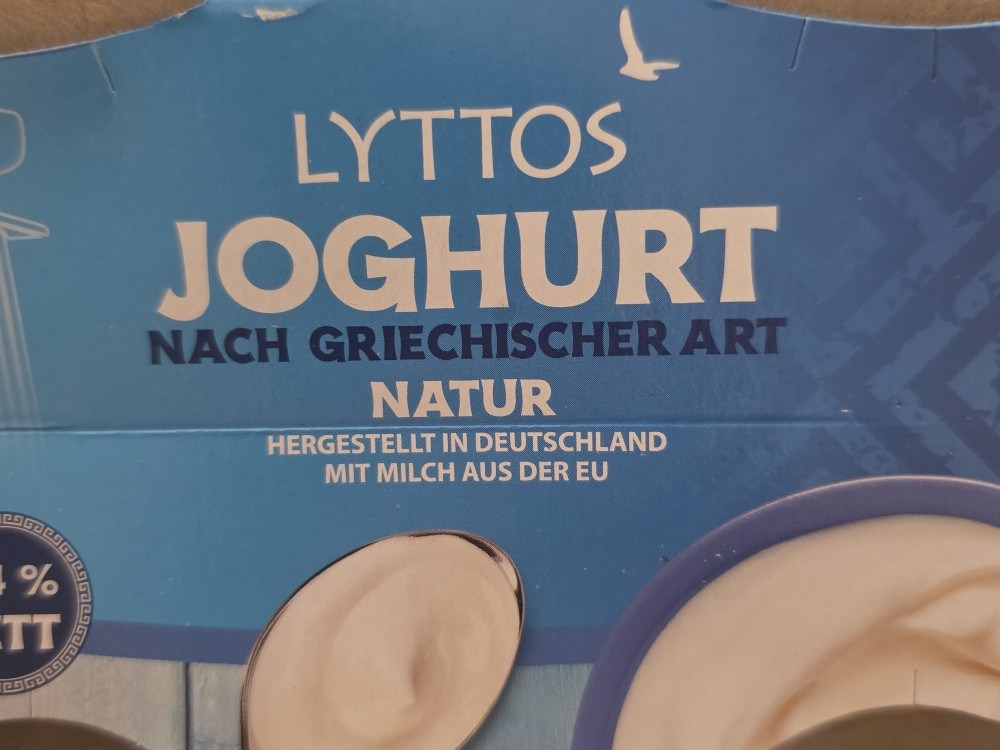 LYTTOS
JOGHURT
NACH GRIECHISCHER ART
NATUR
HERGESTELLT IN DEUTSCHLAND
MIT MILCH AUS DER EU
%